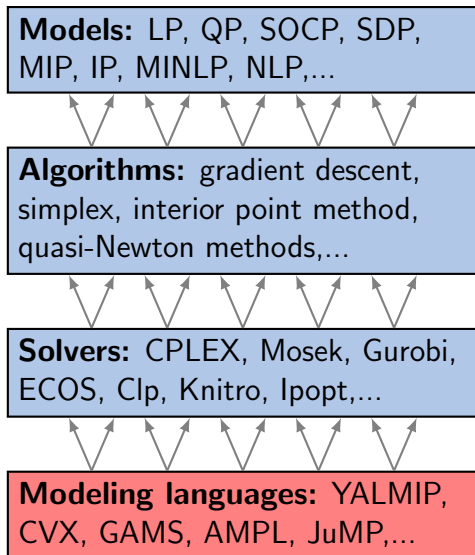 Models: LP, QP, SOCP, SDP,
MIP, IP, MINLP, NLP,...
Algorithms: gradient descent,
simplex, interior point method,
quasi-Newton methods,...
Solvers: CPLEX, Mosek, Gurobi,
ECOS, Clp, Knitro, Ipopt,...
Modeling languages: YALMIP,
CVX, GAMS, AMPL, JuMP,...